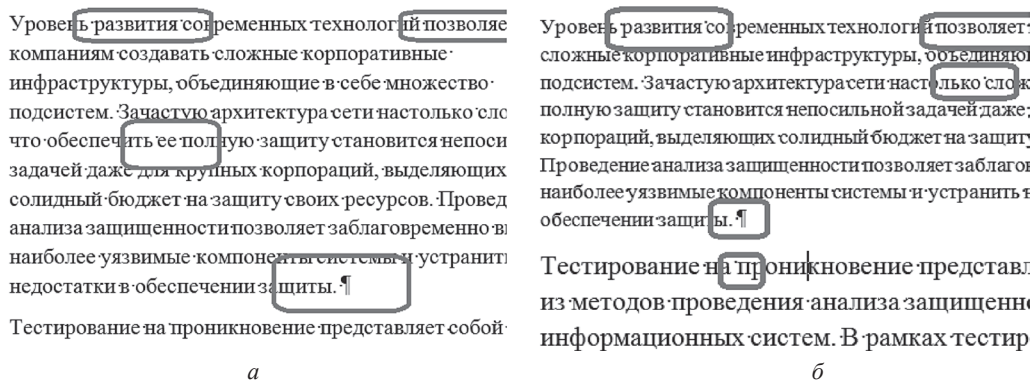 Уровень развития современных технологий позволяе
компаниям создавать сложные корпоративные
инфраструктуры, объединяющие в себе множество
подсистем. Зачастую архитектура сети настолько сло
что обеспечить ее полную защиту становится непоси
задачей даже для крупных корпораций, выделяющих
солидный бюджет на защиту своих ресурсов. Провед
анализа защищенности позволяет заблаговременно в
наиболее уязвимые компоненты системы и устранит
недостатки в обеспечении защиты. ¶
Тестирование на проникновение представляет собой
а
Уровень развития современных технологий позволяет
сложные корпоративные инфраструктуры, объединяю
подсистем. Зачастую архитектура сети настолько слож
полную защиту становится непосильной задачей даже
корпораций, выделяющих солидный бюджет на защиту
Проведение анализа защищенности позволяет заблагов
наиболее уязвимые компоненты системы и устранить
обеспечении защиты. ¶
Тестирование на проникновение представл
из методов проведения анализа защищенно
информационных систем. В рамках тестир
б